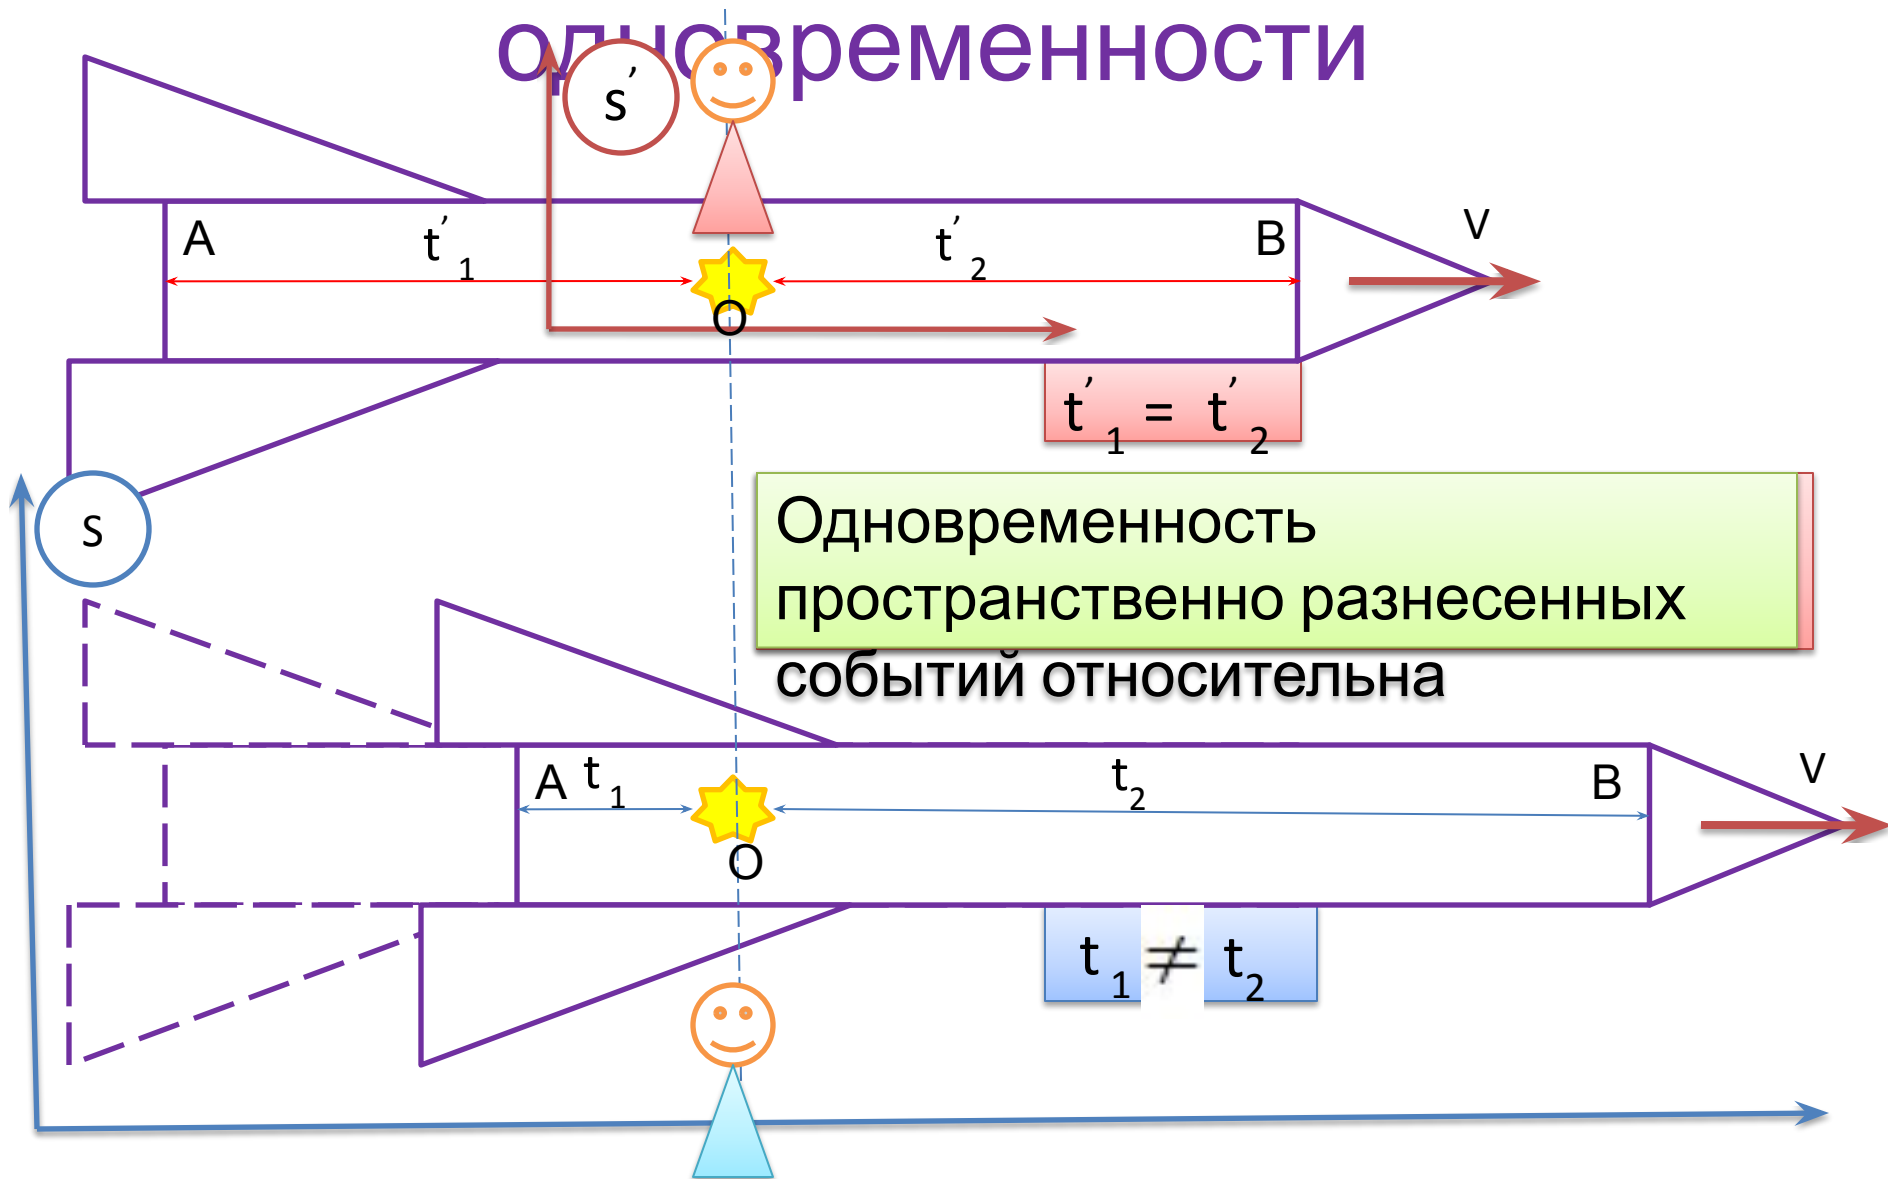 одновременности
s′
A t′1 t′2 B V
O
t′1 = t′2
s
Одновременность
пространственно разнесенных
событий относительна
A t1 t2 B V
O
t1 ≠ t2